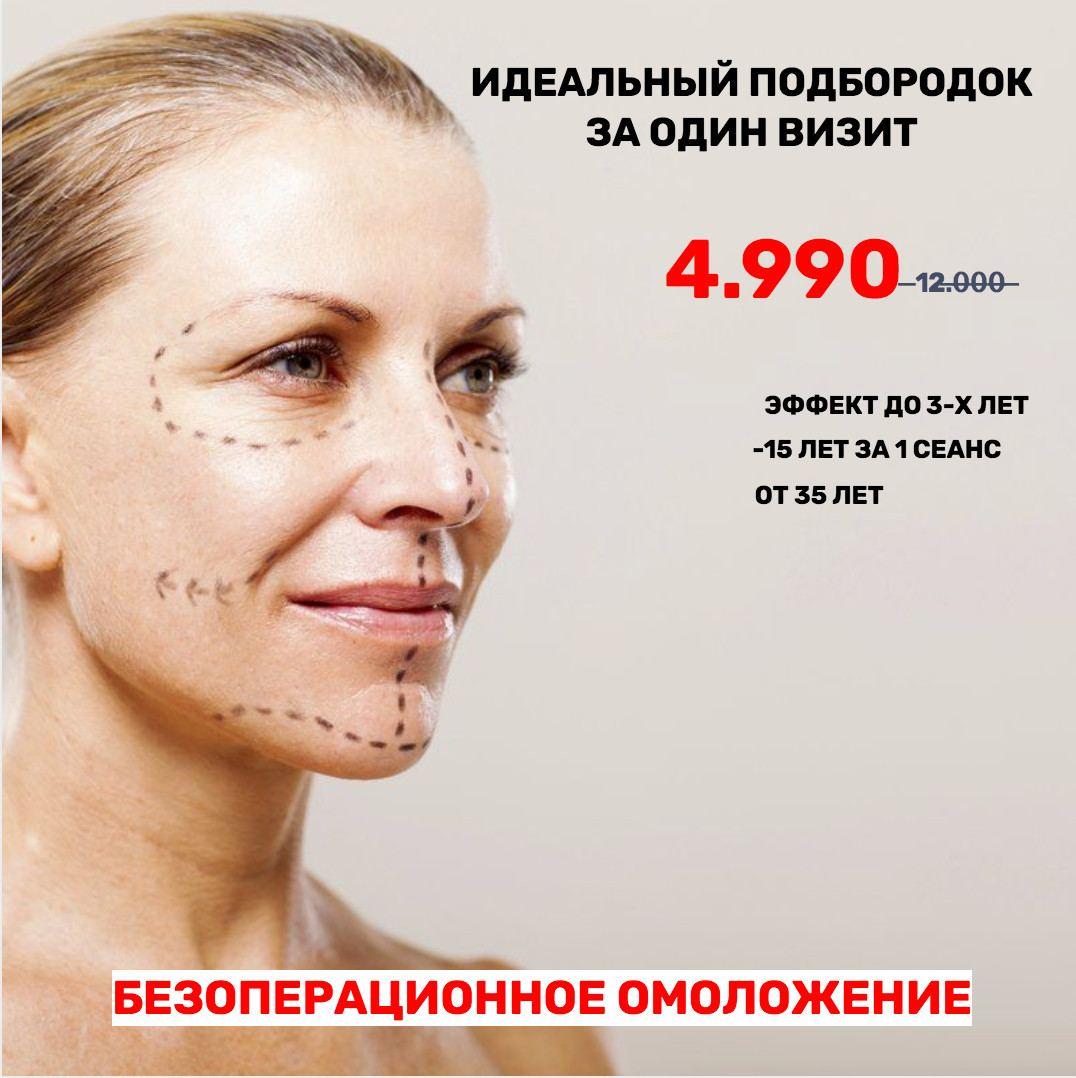 ИДЕАЛЬНЫЙ ПОДБОРОДОК
ЗА ОДИН ВИЗИТ
4.990 12.000
ЭФФЕКТ ДО 3-Х ЛЕТ
-15 ЛЕТ ЗА 1 СЕАНС
ОТ 35 ЛЕТ
БЕЗОПЕРАЦИОННОЕ ОМОЛОЖЕНИЕ